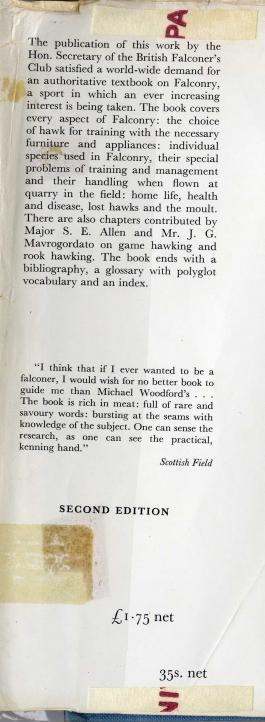 PA
The publication of this work by the
Hon. Secretary of the British Falconer's
Club satisfied a world-wide demand for
an authoritative textbook on Falconry,
a sport in which an ever increasing
interest is being taken. The book covers
every aspect of Falconry: the choice
of hawk for training with the necessary
furniture and appliances: individual
species used in Falconry, their special
problems of training and management
and their handling when flown at
quarry in the field: home life, health
and disease, lost hawks and the moult.
There are also chapters contributed by
Major S. E. Allen and Mr. J. G.
Mavrogordato on game hawking and
rook hawking. The book ends with a
bibliography, a glossary with polyglot
vocabulary and an index.
"I think that if I ever wanted to be a
falconer, I would wish for no better book to
guide me than Michael Woodford's . . .
The book is rich in meat: full of rare and
savoury words: bursting at the seams with
knowledge of the subject. One can sense the
research, as one can see the practical,
kenning hand."
Scottish Field
SECOND EDITION
£1·75 net
35s. net